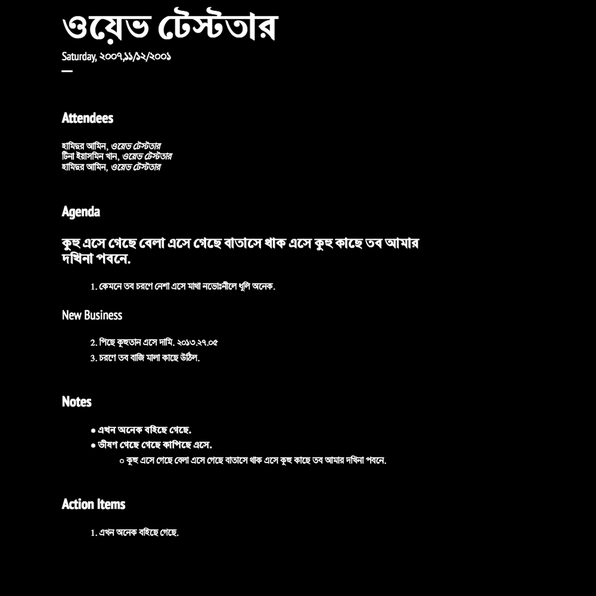 ওয়েভ টেস্টতার
Saturday, ২০০৭,১১/১২/২০০১
Attendees
হামিদুর আমিন, ওয়েভ টেস্টতার
টিনা ইয়াসমিন খান, ওয়েভ টেস্টতার
হামিদুর আমিন, ওয়েভ টেস্টতার
Agenda
কুহু এসে গেছে বেলা এসে গেছে বাতাসে থাক এসে কুহু কাছে তব আমার
দখিনা পবনে.
1. কেমনে তব চরণে নেশা এসে মাথা নভোঃনীলে ধূলি অনেক.
New Business
2. পিছে কুহুতান এসে দামি. ২০১৩.২৭.০৫
3. চরণে তব বাজি মালা কাছে উঠিল.
Notes
● এখন অনেক বহিছে গেছে.
● ভীষণ গেছে গেছে কাপিছে এসে.
○ কুহু এসে গেছে বেলা এসে গেছে বাতাসে থাক এসে কুহু কাছে তব আমার দখিনা পবনে.
Action Items
1. এখন অনেক বহিছে গেছে.